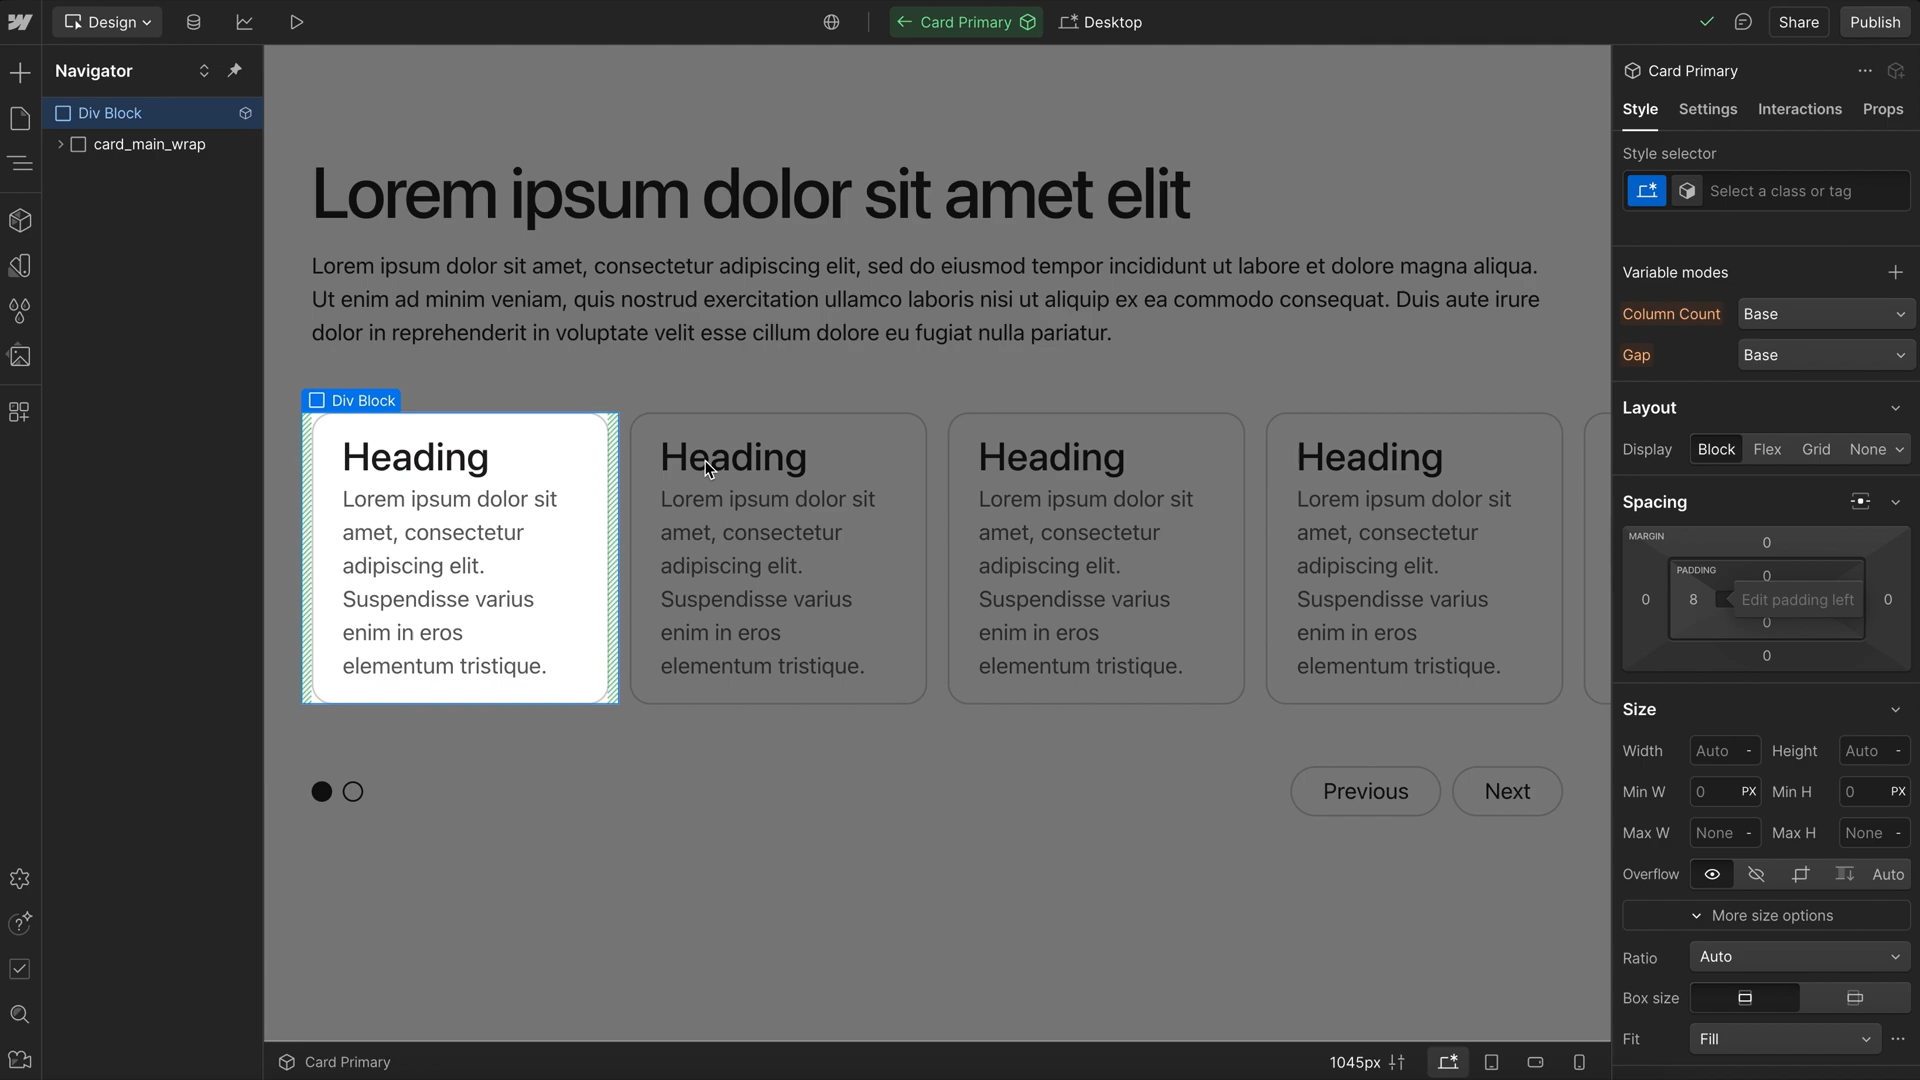 Design
Card Primary
Desktop
Share
Publish
Navigator
Div Block
card_main_wrap
Lorem ipsum dolor sit amet elit
Lorem ipsum dolor sit amet, consectetur adipiscing elit, sed do eiusmod tempor incididunt ut labore et dolore magna aliqua.
Ut enim ad minim veniam, quis nostrud exercitation ullamco laboris nisi ut aliquip ex ea commodo consequat. Duis aute irure
dolor in reprehenderit in voluptate velit esse cillum dolore eu fugiat nulla pariatur.
Div Block
Heading
Lorem ipsum dolor sit
amet, consectetur
adipiscing elit.
Suspendisse varius
enim in eros
elementum tristique.
Heading
Lorem ipsum dolor sit
amet, consectetur
adipiscing elit.
Suspendisse varius
enim in eros
elementum tristique.
Heading
Lorem ipsum dolor sit
amet, consectetur
adipiscing elit.
Suspendisse varius
enim in eros
elementum tristique.
Heading
Lorem ipsum dolor sit
amet, consectetur
adipiscing elit.
Suspendisse varius
enim in eros
elementum tristique.
Previous
Next
Card Primary
1045px
Card Primary
Style Settings Interactions Props
Style selector
Select a class or tag
Variable modes
Column Count Base
Gap Base
Layout
Display Block Flex Grid None
Spacing
MARGIN
0
PADDING
0
0 8 Edit padding left 0
0
0
Size
Width Auto - Height Auto -
Min W 0 PX Min H 0 PX
Max W None - Max H None -
Overflow Auto
More size options
Ratio Auto
Box size
Fit Fill